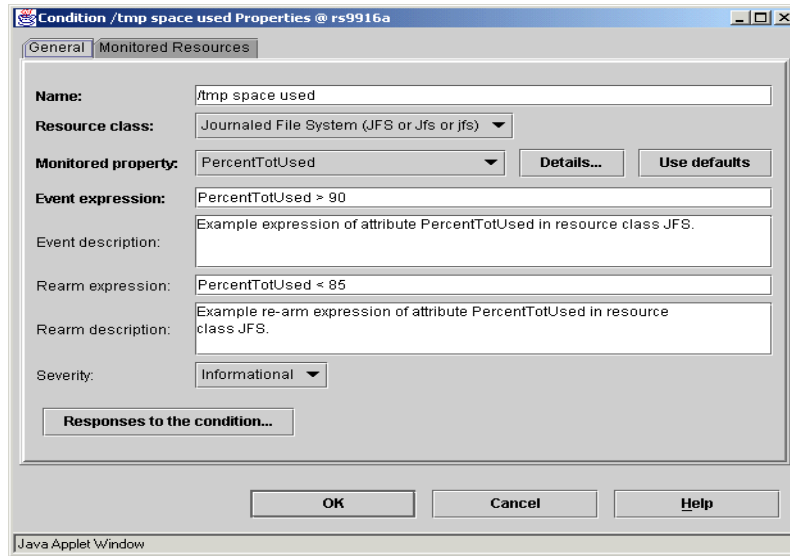 Condition /tmp space used Properties @ rs9916a
General Monitored Resources
Name: /tmp space used
Resource class: Journaled File System (JFS or Jfs or jfs)
Monitored property: PercentTotUsed Details... Use defaults
Event expression: PercentTotUsed > 90
Event description: Example expression of attribute PercentTotUsed in resource class JFS.
Rearm expression: PercentTotUsed < 85
Rearm description: Example re-arm expression of attribute PercentTotUsed in resource
class JFS.
Severity: Informational
Responses to the condition...
OK Cancel Help
Java Applet Window